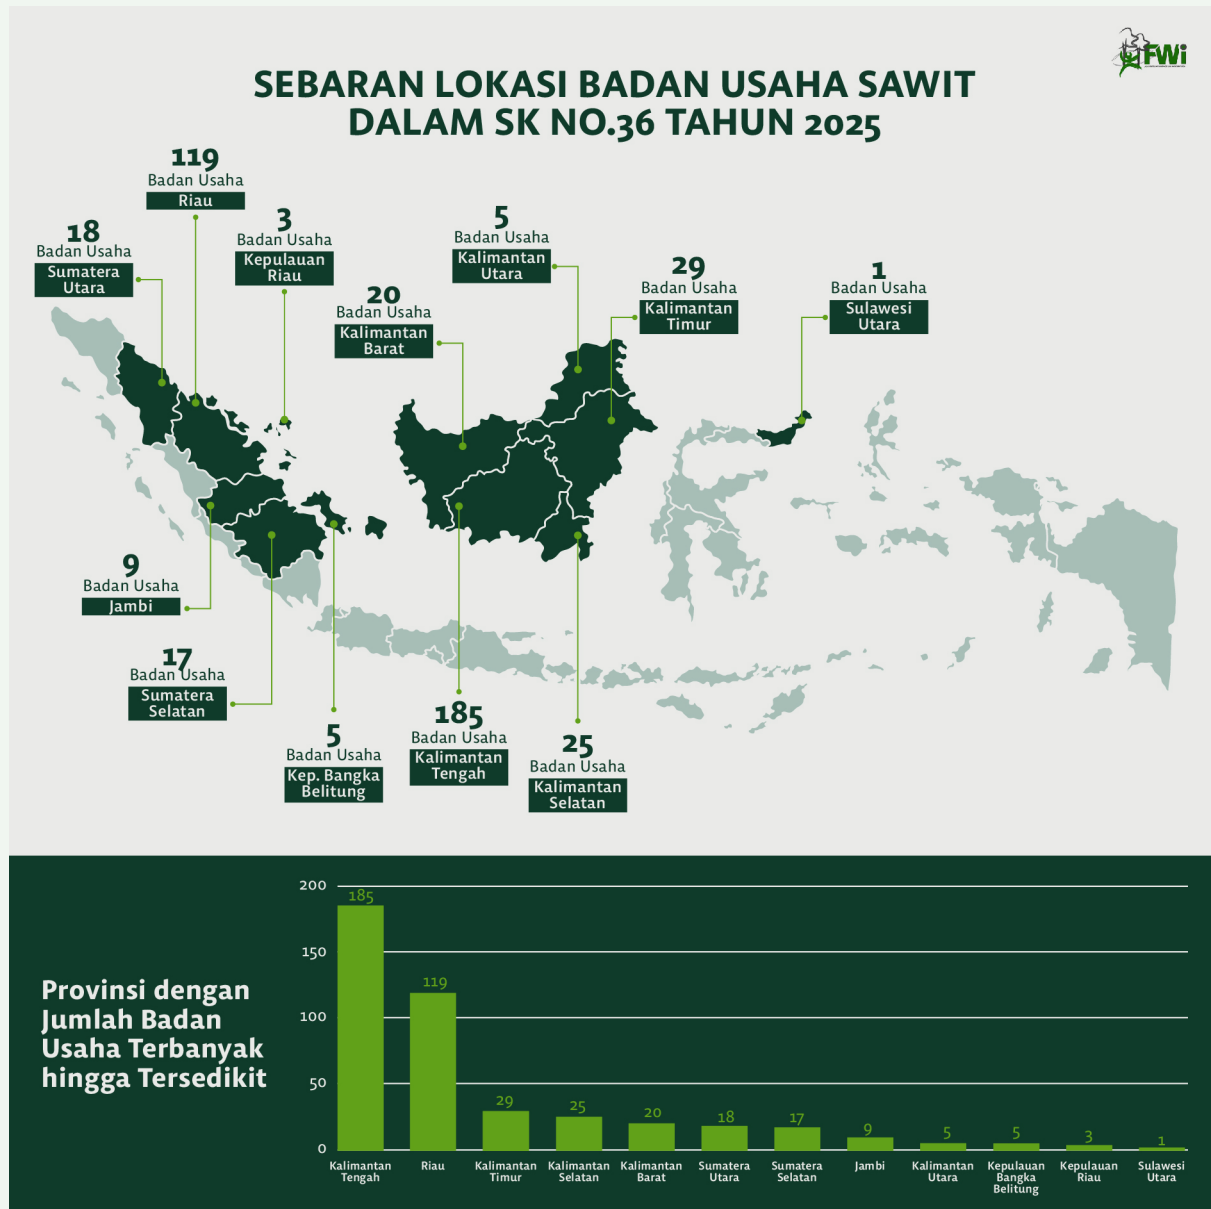 FWi
SEBARAN LOKASI BADAN USAHA SAWIT
DALAM SK NO.36 TAHUN 2025
119
Badan Usaha
Riau
18
Badan Usaha
Sumatera
Utara
3
Badan Usaha
Kepulauan
Riau
20
Badan Usaha
Kalimantan
Barat
5
Badan Usaha
Kalimantan
Utara
29
Badan Usaha
Kalimantan
Timur
1
Badan Usaha
Sulawesi
Utara
9
Badan Usaha
Jambi
17
Badan Usaha
Sumatera
Selatan
5
Badan Usaha
Kep. Bangka
Belitung
185
Badan Usaha
Kalimantan
Tengah
25
Badan Usaha
Kalimantan
Selatan
Provinsi dengan
Jumlah Badan
Usaha Terbanyak
hingga Tersedikit
200
150
100
50
0
185
119
29
25
20
18
17
9
5
5
3
1
Kalimantan
Tengah
Riau
Kalimantan
Timur
Kalimantan
Selatan
Kalimantan
Barat
Sumatera
Utara
Sumatera
Selatan
Jambi
Kalimantan
Utara
Kepulauan
Bangka
Belitung
Kepulauan
Riau
Sulawesi
Utara